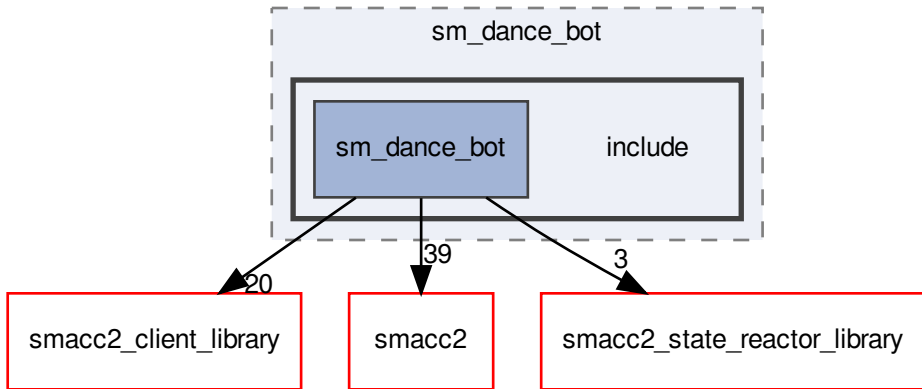 sm_dance_bot
sm_dance_bot
include
20
39
3
smacc2_client_library
smacc2
smacc2_state_reactor_library